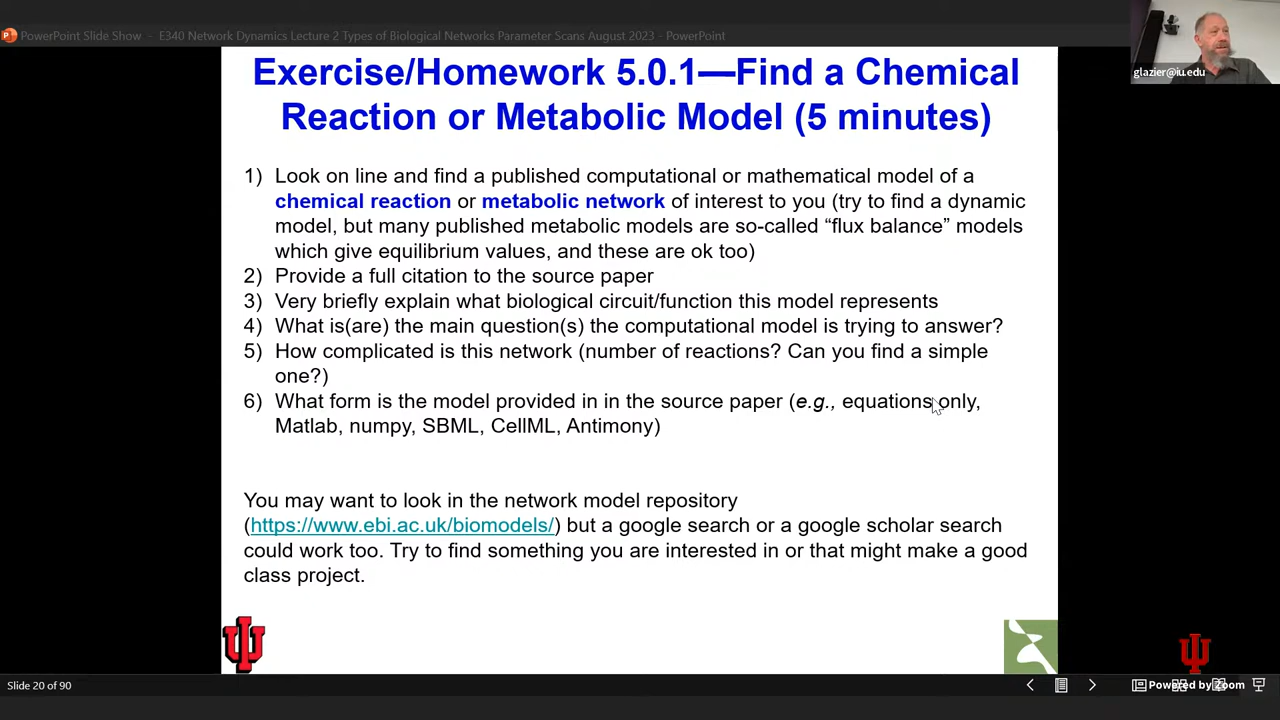 PowerPoint Slide Show - E340 Network Dynamics Lecture 2 Types of Biological Networks Parameter Scans August 2023 - PowerPoint
glazier@iu.edu
Exercise/Homework 5.0.1—Find a Chemical
Reaction or Metabolic Model (5 minutes)
1) Look on line and find a published computational or mathematical model of a
chemical reaction or metabolic network of interest to you (try to find a dynamic
model, but many published metabolic models are so-called “flux balance” models
which give equilibrium values, and these are ok too)
2) Provide a full citation to the source paper
3) Very briefly explain what biological circuit/function this model represents
4) What is(are) the main question(s) the computational model is trying to answer?
5) How complicated is this network (number of reactions? Can you find a simple
one?)
6) What form is the model provided in in the source paper (e.g., equations only,
Matlab, numpy, SBML, CellML, Antimony)
You may want to look in the network model repository
(https://www.ebi.ac.uk/biomodels/) but a google search or a google scholar search
could work too. Try to find something you are interested in or that might make a good
class project.
Slide 20 of 90
Powered by Zoom